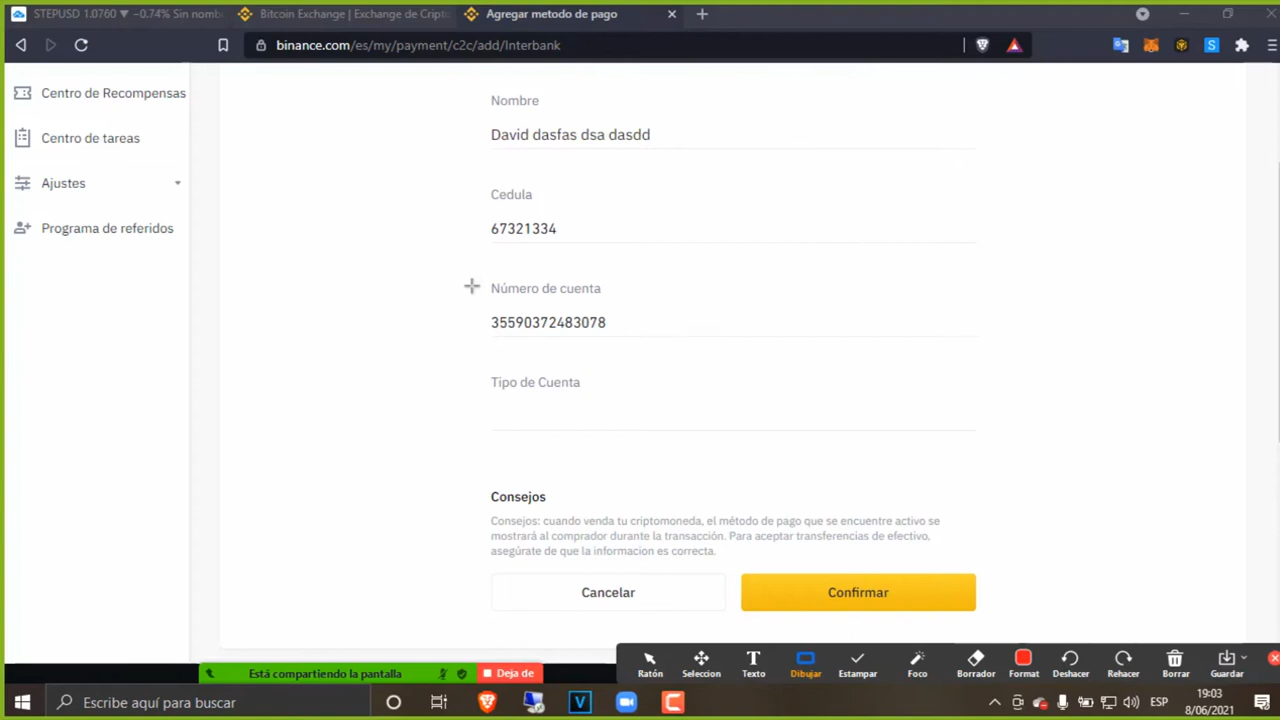 STEPUSD 1.0760 ▼ −0.74% Sin nomb
Bitcoin Exchange | Exchange de Cripto
Agregar metodo de pago
binance.com/es/my/payment/c2c/add/Interbank
Centro de Recompensas
Centro de tareas
Ajustes
Programa de referidos
Nombre
David dasfas dsa dasdd
Cedula
67321334
Número de cuenta
35590372483078
Tipo de Cuenta
Consejos
Consejos: cuando venda tu criptomoneda, el método de pago que se encuentre activo se
mostrará al comprador durante la transacción. Para aceptar transferencias de efectivo,
asegúrate de que la informacion es correcta.
Cancelar
Confirmar
Está compartiendo la pantalla
Deja de
Ratón
Seleccion
Texto
Dibujar
Estampar
Foco
Borrador
Format
Deshacer
Rehacer
Borrar
Guardar
Escribe aquí para buscar
ESP
19:03
8/06/2021